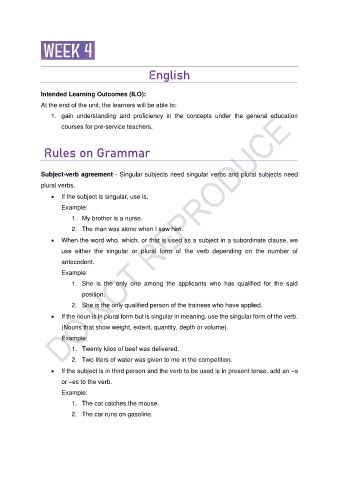 WEEK 4
English
Intended Learning Outcomes (ILO):
At the end of the unit, the learners will be able to:
1. gain understanding and proficiency in the concepts under the general education
courses for pre-service teachers.
Rules on Grammar
Subject-verb agreement - Singular subjects need singular verbs and plural subjects need
plural verbs.
• If the subject is singular, use is.
Example:
1. My brother is a nurse.
2. The man was alone when I saw him.
• When the word who, which, or that is used as a subject in a subordinate clause, we
use either the singular or plural form of the verb depending on the number of
antecedent.
Example:
1. She is the only one among the applicants who has qualified for the said
position.
2. She is the only qualified person of the trainees who have applied.
• If the noun is in plural form but is singular in meaning, use the singular form of the verb.
(Nouns that show weight, extent, quantity, depth or volume).
Example:
1. Twenty kilos of beef was delivered.
2. Two liters of water was given to me in the competition.
• If the subject is in third person and the verb to be used is in present tense, add an –s
or –es to the verb.
Example:
1. The cat catches the mouse.
2. The car runs on gasoline.
DO NOT REPRODUCE